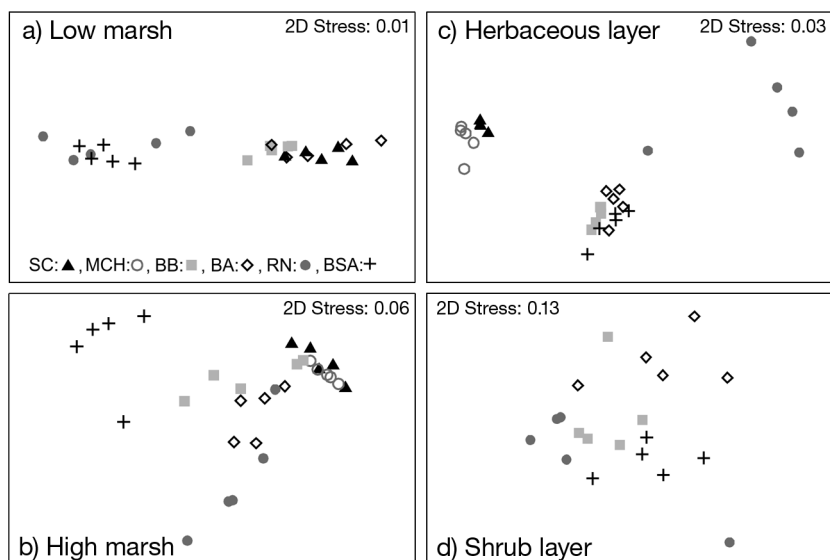 a) Low marsh
2D Stress: 0.01
SC:▲, MCH:○, BB:■, BA:◇, RN:●, BSA:+
c) Herbaceous layer
2D Stress: 0.03
2D Stress: 0.06
b) High marsh
2D Stress: 0.13
d) Shrub layer